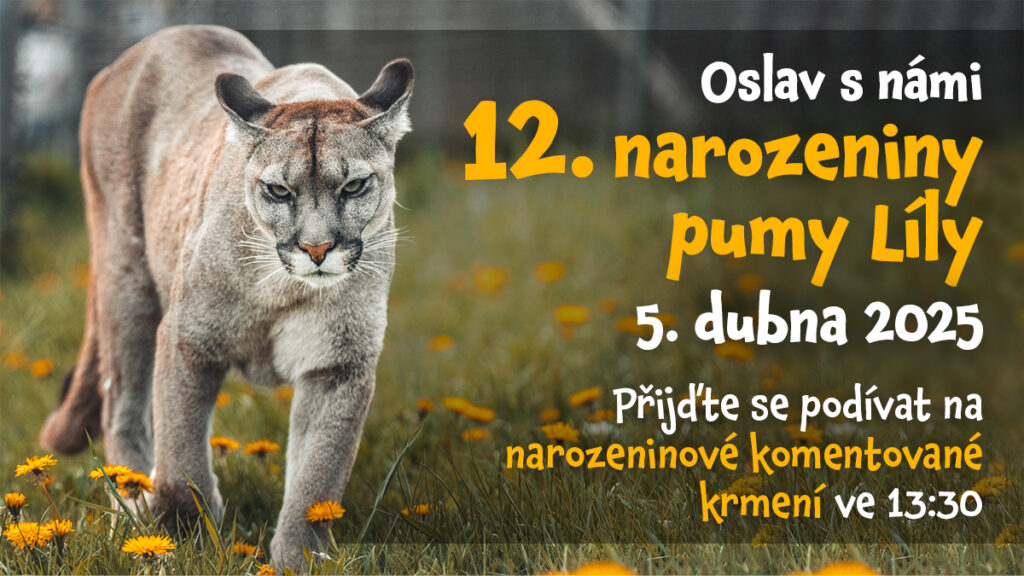 Oslav s námi
12. narozeniny
pumy Líly
5. dubna 2025
Přijďte se podívat na
narozeninové komentované
krmení ve 13:30